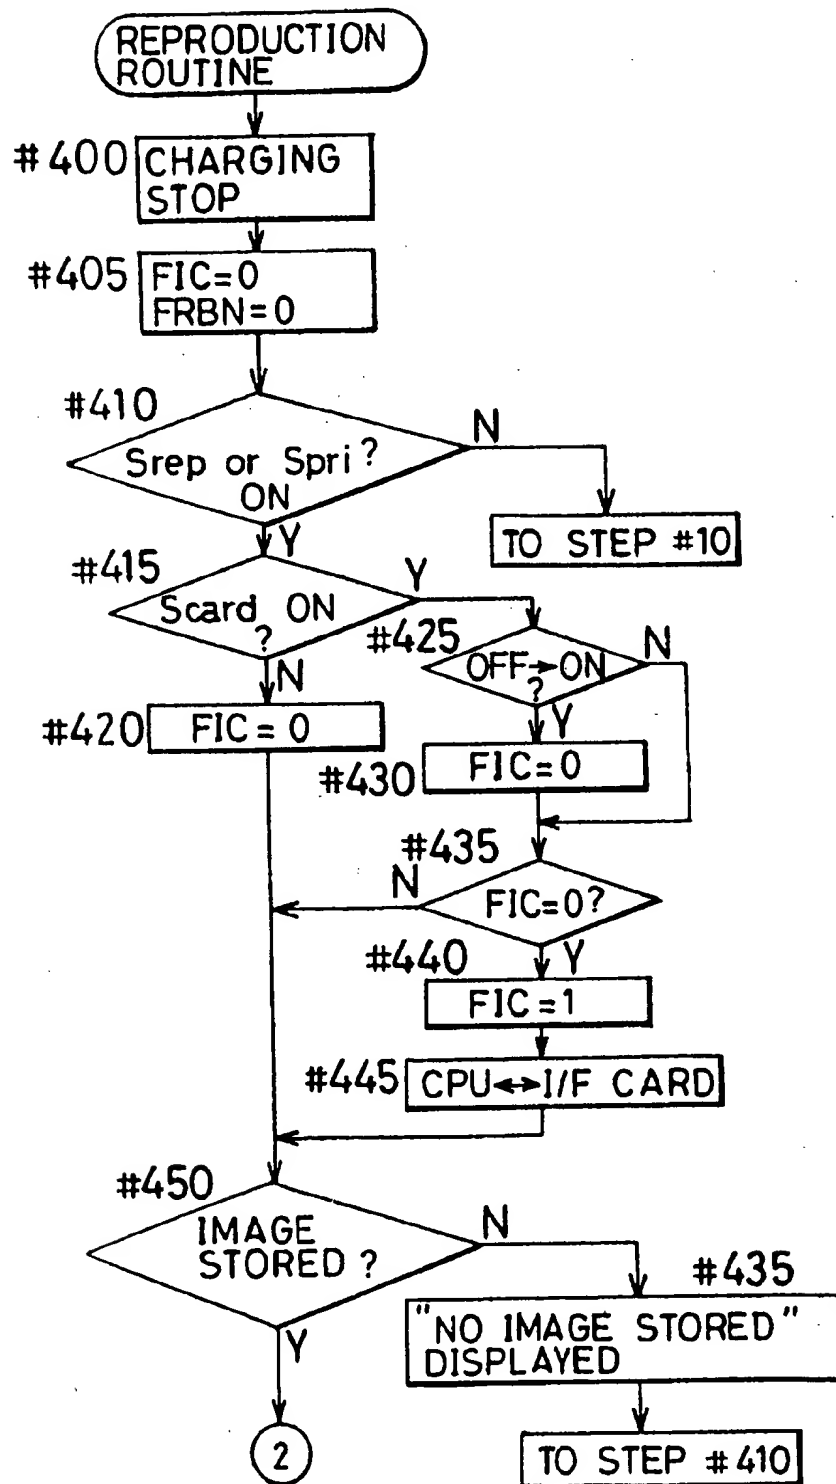 REPRODUCTION
ROUTINE
#400
CHARGING
STOP
#405
FIC=0
FRBN=0
#410
Srep or Spri?
ON
N
TO STEP #10
Y
#415
Scard ON
?
Y
N
#425
OFF→ON
?
N
Y
#420
FIC=0
#430
FIC=0
#435
FIC=0?
N
Y
#440
FIC=1
#445
CPU↔I/F CARD
#450
IMAGE
STORED?
N
Y
#435
"NO IMAGE STORED"
DISPLAYED
2
TO STEP #410